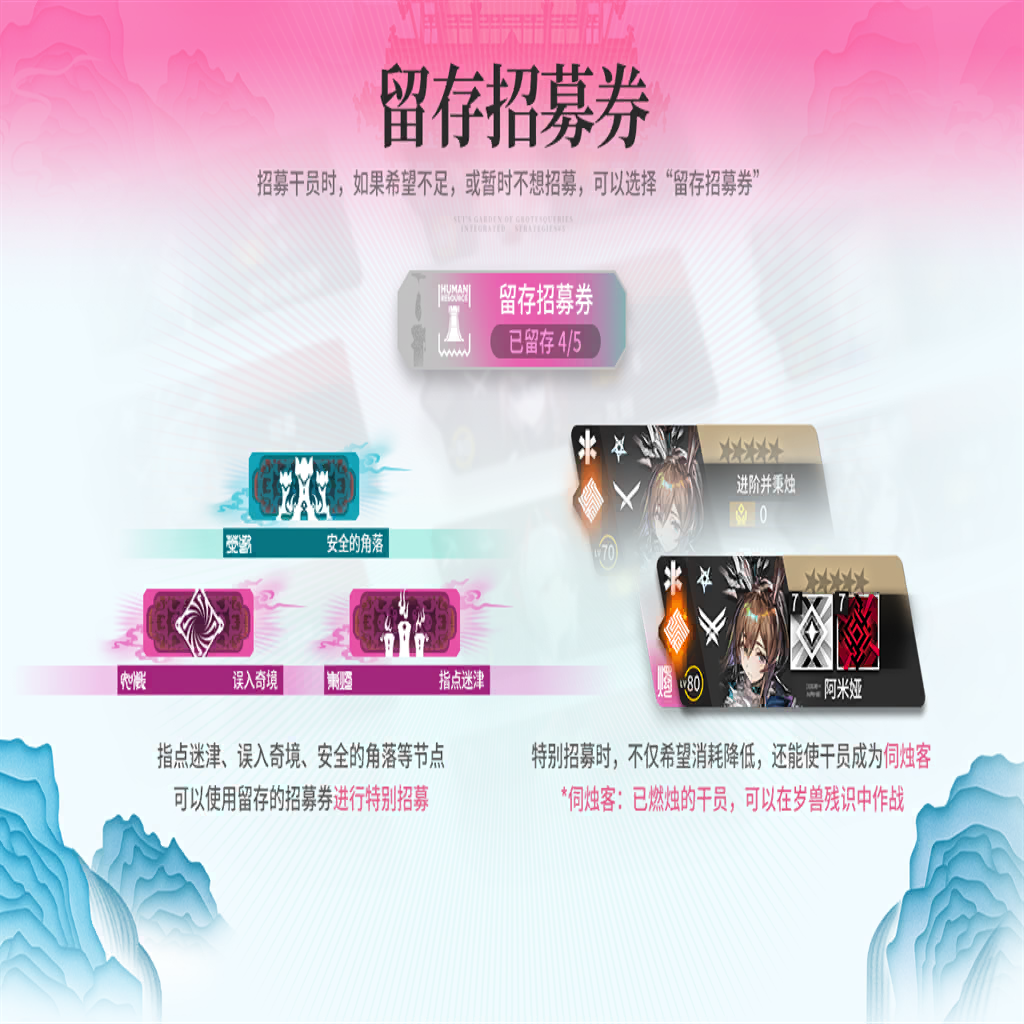 留存招募券
招募干员时，如果希望不足，或暂时不想招募，可以选择“留存招募券”
SUI'S GARDEN OF GROTESQUERIES
INTEGRATED STRATEGIES
HUMAN
RESOURCE
留存招募券
已留存 4/5
进阶并秉烛
0
LV 70
安全的角落
7 7
LV 80
阿米娅
误入奇境
指点迷津
指点迷津、误入奇境、安全的角落等节点
可以使用留存的招募券进行特别招募
特别招募时，不仅希望消耗降低，还能使干员成为伺烛客
*伺烛客：已燃烛的干员，可以在岁兽残识中作战